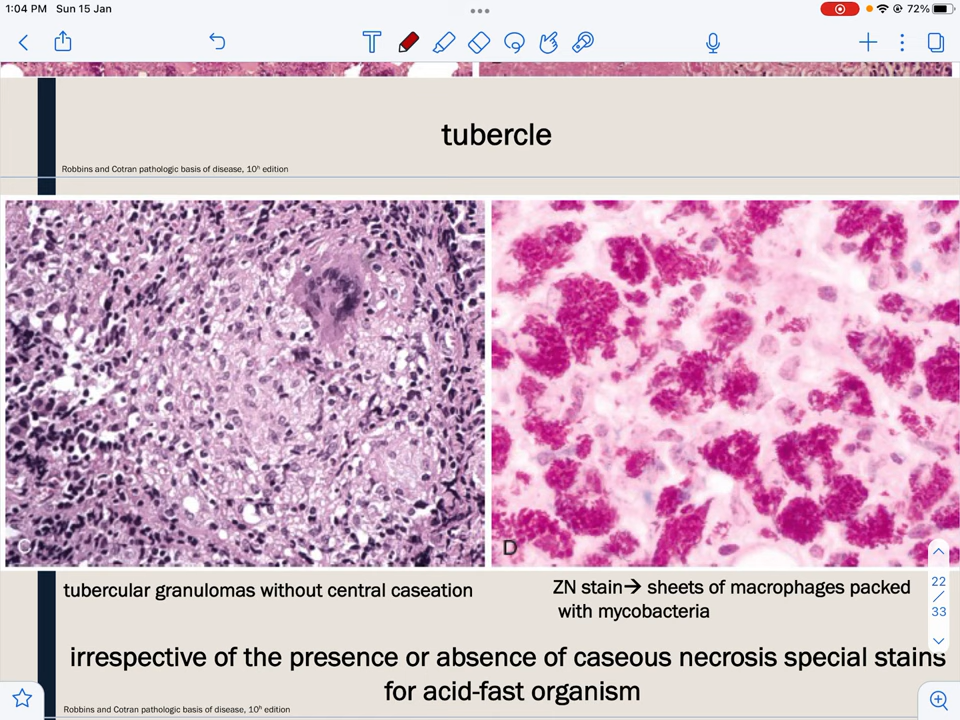 1:04 PM Sun 15 Jan
72%
T
tubercle
Robbins and Cotran pathologic basis of disease, 10ʰ edition
C
D
tubercular granulomas without central caseation
ZN stain→ sheets of macrophages packed
with mycobacteria
22
/
33
irrespective of the presence or absence of caseous necrosis special stains
for acid-fast organism
Robbins and Cotran pathologic basis of disease, 10ʰ edition